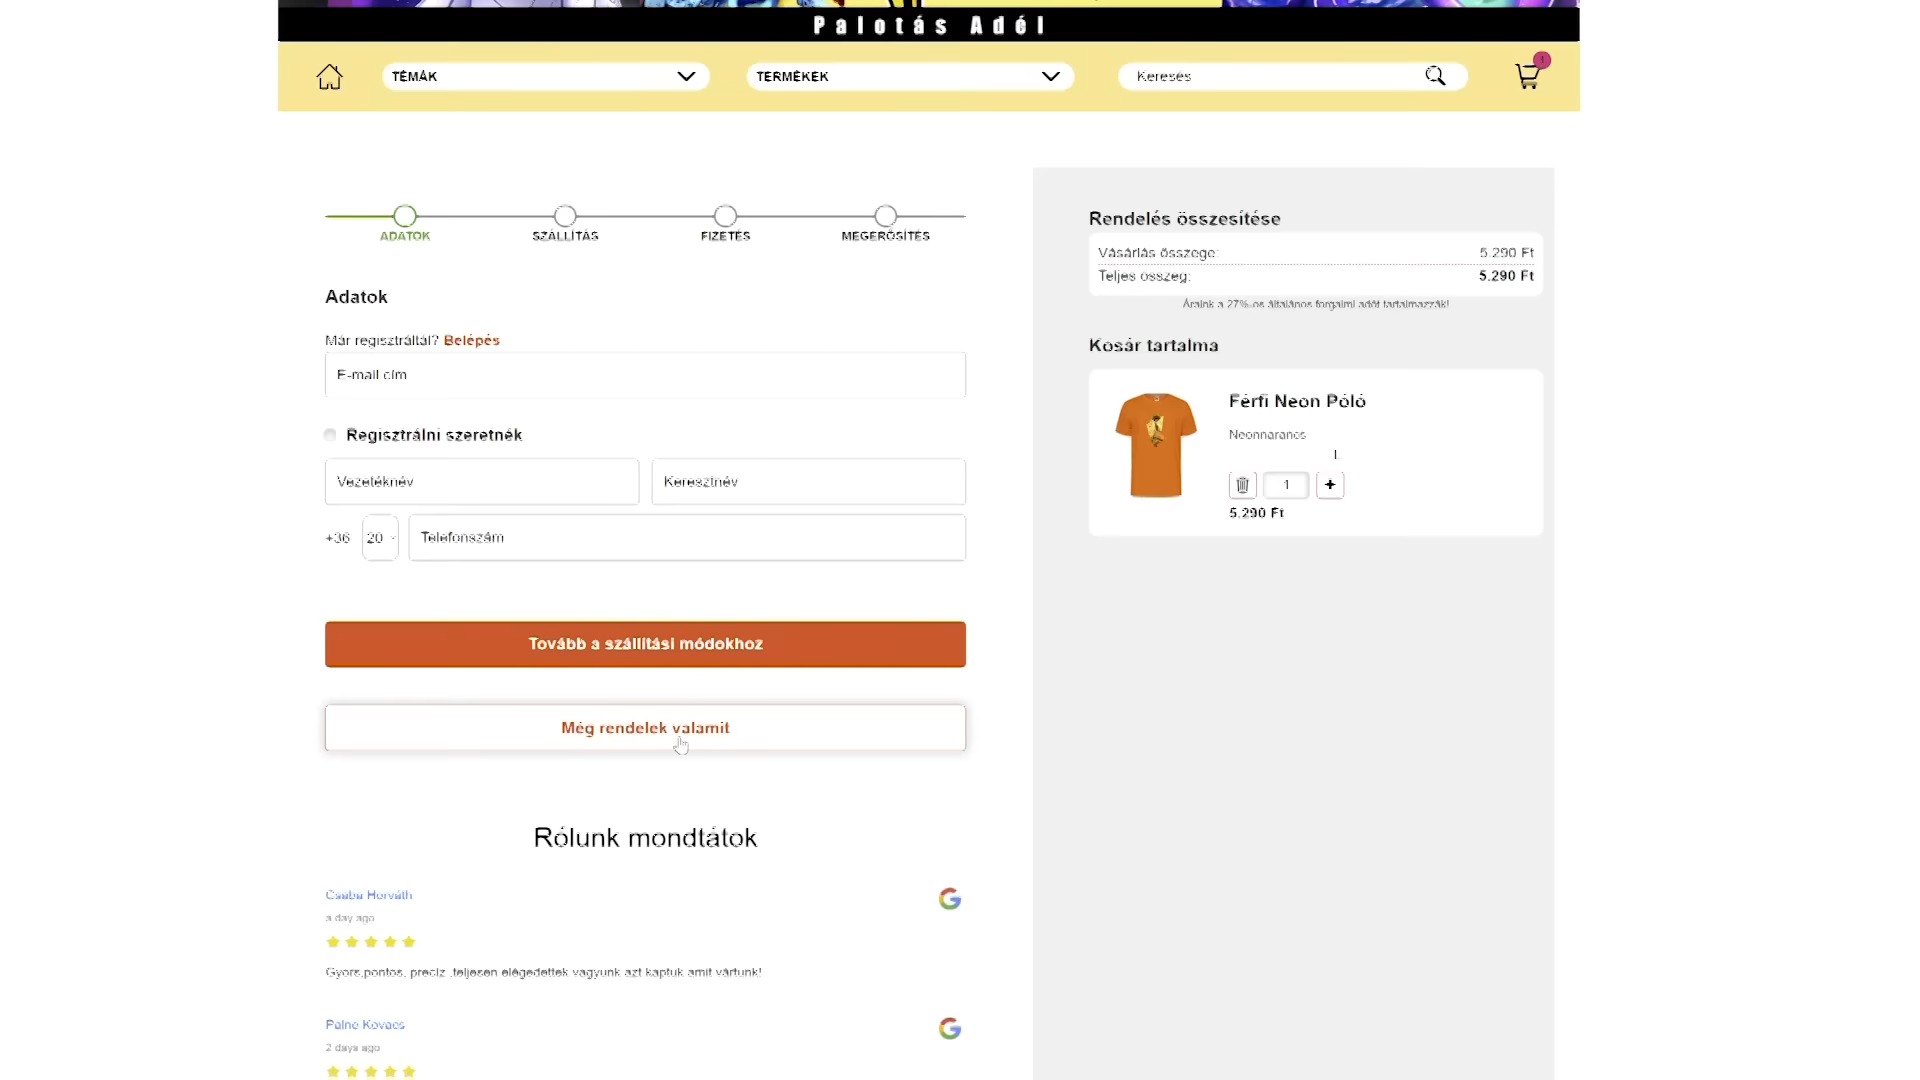 Palotás Adél
TÉMÁK
TERMÉKEK
Keresés
1
ADATOK
SZÁLLÍTÁS
FIZETÉS
MEGERŐSÍTÉS
Adatok
Már regisztráltál? Belépés
E-mail cím
Regisztrálni szeretnék
Vezetéknév
Keresztnév
+36
20
Telefonszám
Tovább a szállítási módokhoz
Még rendelek valamit
Rólunk mondtátok
Csaba Horváth
a day ago
Gyors,pontos, precíz ,teljesen elégedettek vagyunk azt kaptuk amit vártunk!
Palne Kovacs
2 days ago
Rendelés összesítése
Vásárlás összege: 5.290 Ft
Teljes összeg: 5.290 Ft
Áraink a 27%-os általános forgalmi adót tartalmazzák!
Kosár tartalma
Férfi Neon Póló
Neonnarancs
L
1
+
5.290 Ft